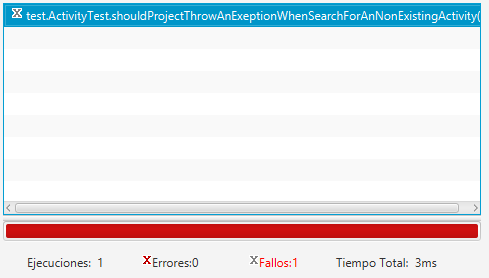 test.ActivityTest.shouldProjectThrowAnExeptionWhenSearchForAnNonExistingActivity(
Ejecuciones: 1 Errores:0 Fallos:1 Tiempo Total: 3ms